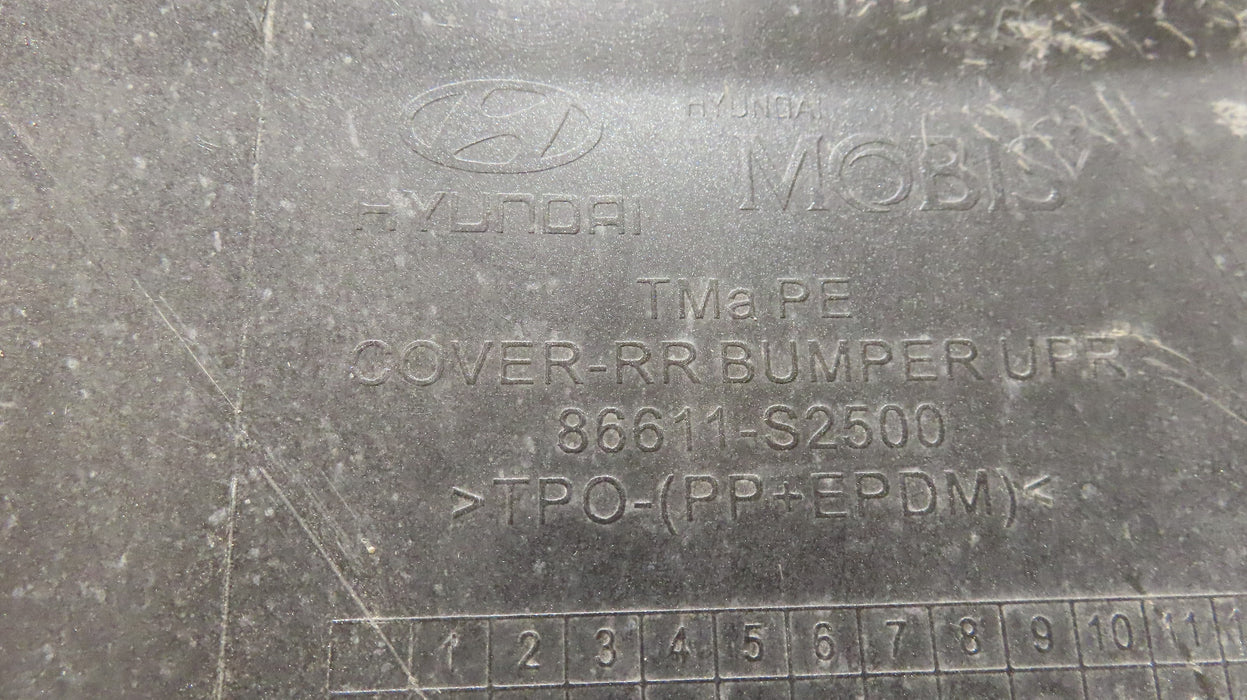 HYUNDAI
HYUNDAI
MOBIS
TMa PE
COVER-RR BUMPER UPR
86611-S2500
>TPO-(PP+EPDM)<
1 2 3 4 5 6 7 8 9 10 11